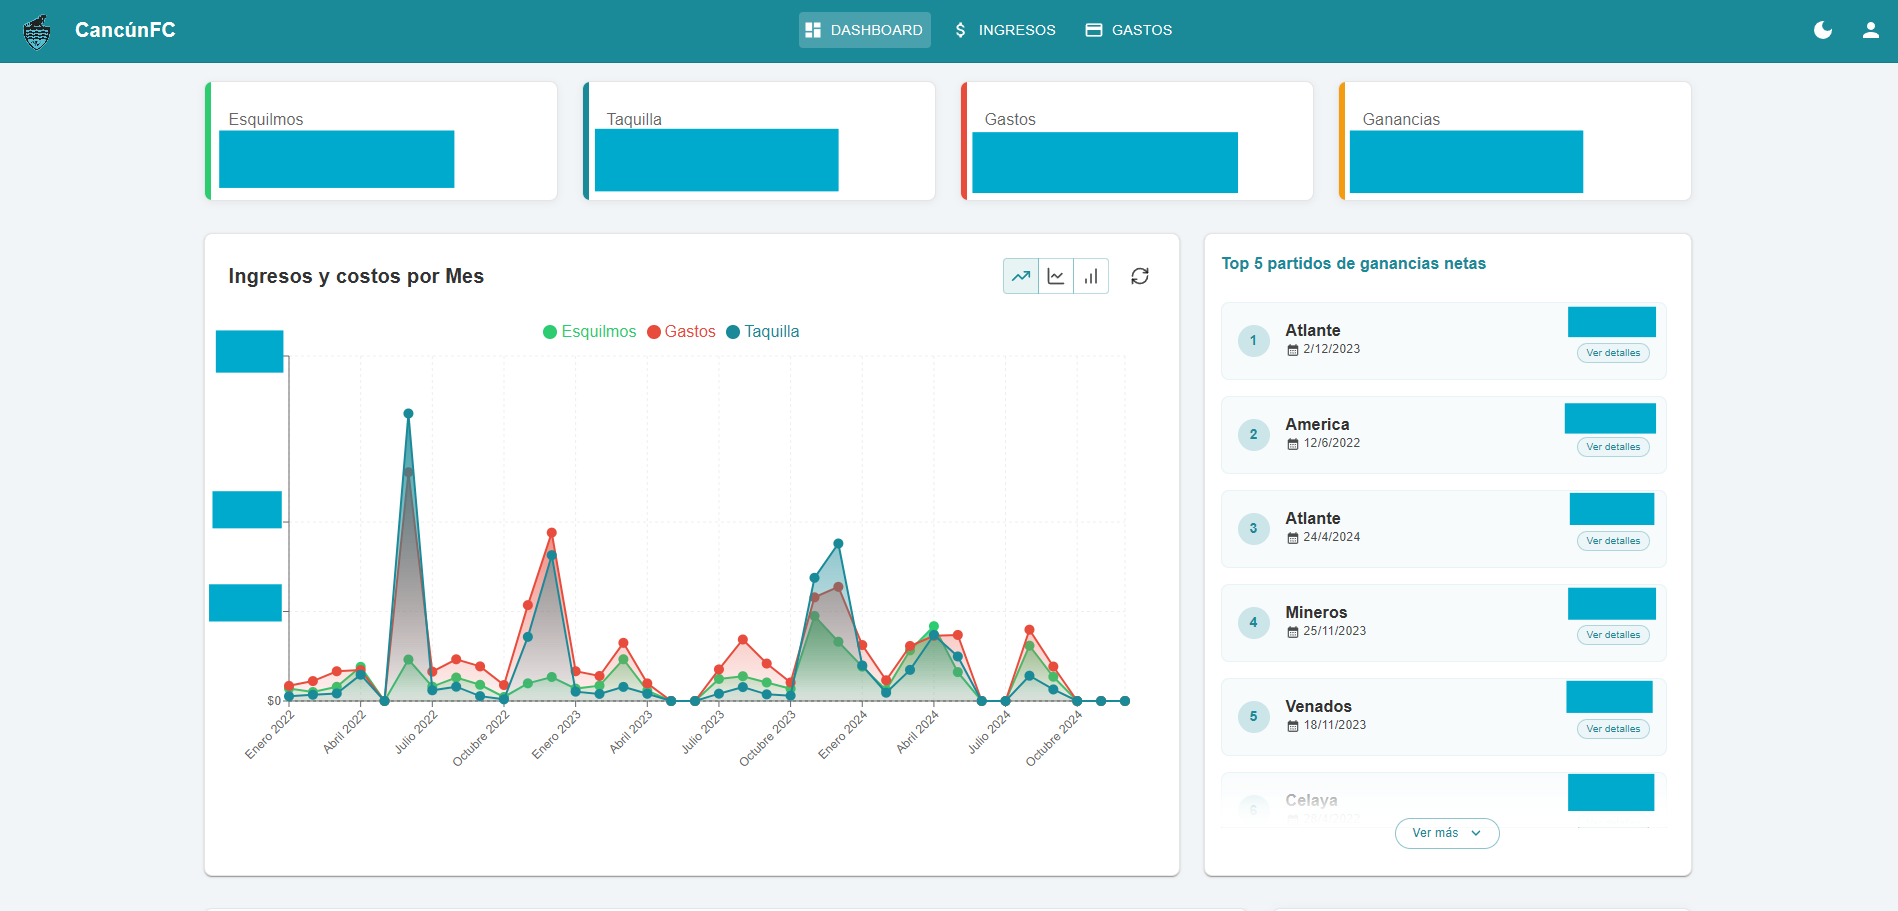 CancúnFC
DASHBOARD
INGRESOS
GASTOS
Esquilmos
Taquilla
Gastos
Ganancias
Ingresos y costos por Mes
Esquilmos
Gastos
Taquilla
$0
Enero 2022
Abril 2022
Julio 2022
Octubre 2022
Enero 2023
Abril 2023
Julio 2023
Octubre 2023
Enero 2024
Abril 2024
Julio 2024
Octubre 2024
Top 5 partidos de ganancias netas
1
Atlante
2/12/2023
Ver detalles
2
America
12/6/2022
Ver detalles
3
Atlante
24/4/2024
Ver detalles
4
Mineros
25/11/2023
Ver detalles
5
Venados
18/11/2023
Ver detalles
6
Celaya
Ver más